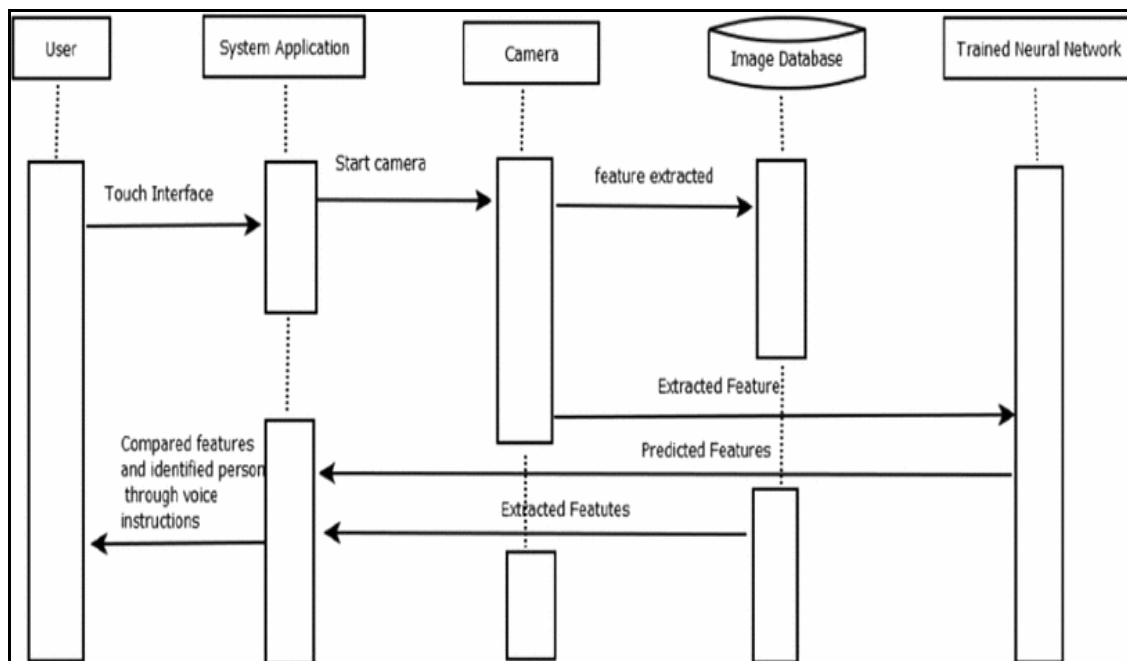 User
System Application
Camera
Image Database
Trained Neural Network
Start camera
feature extracted
Touch Interface
Extracted Feature
Predicted Features
Compared features
and identified person
through voice
instructions
Extracted Featutes